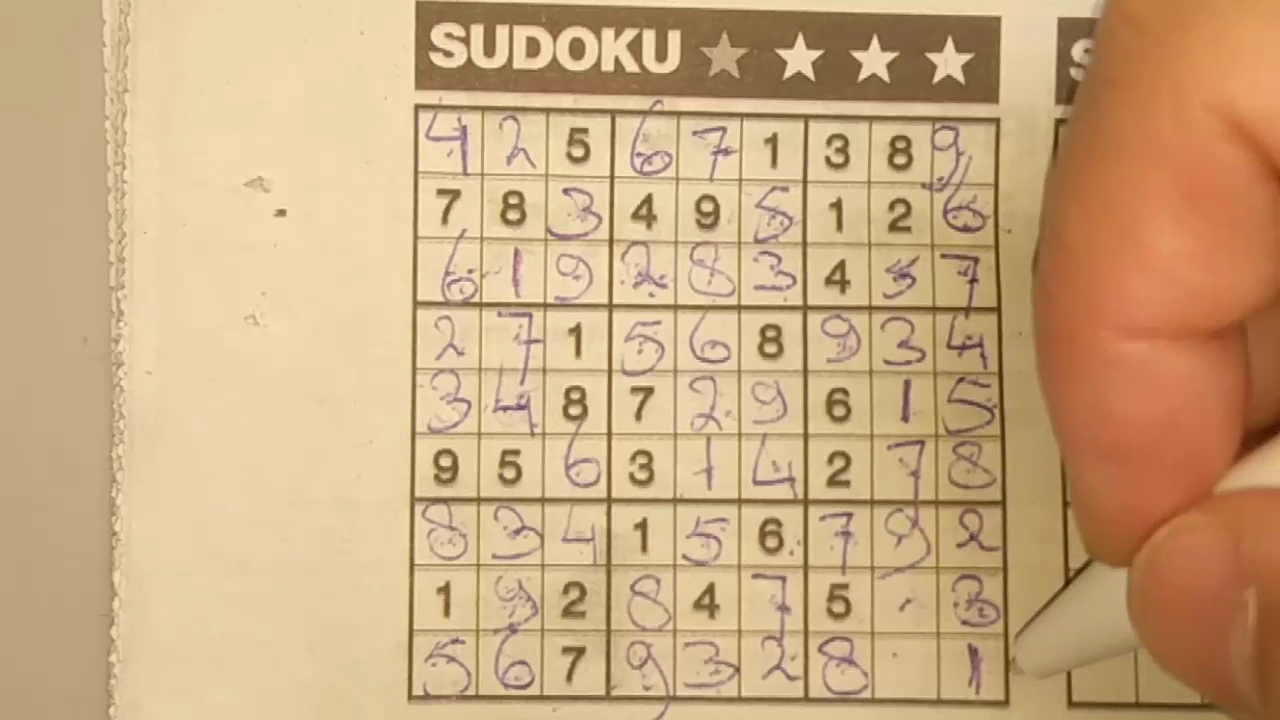 SUDOKU
4 2 5 6 7 1 3 8 9
7 8 3 4 9 5 1 2 6
6 1 9 2 8 3 4 5 7
2 7 1 5 6 8 9 3 4
3 4 8 7 2 9 6 1 5
9 5 6 3 1 4 2 7 8
8 3 4 1 5 6 7 9 2
1 9 2 8 4 7 5 3
5 6 7 9 3 2 8 1
S